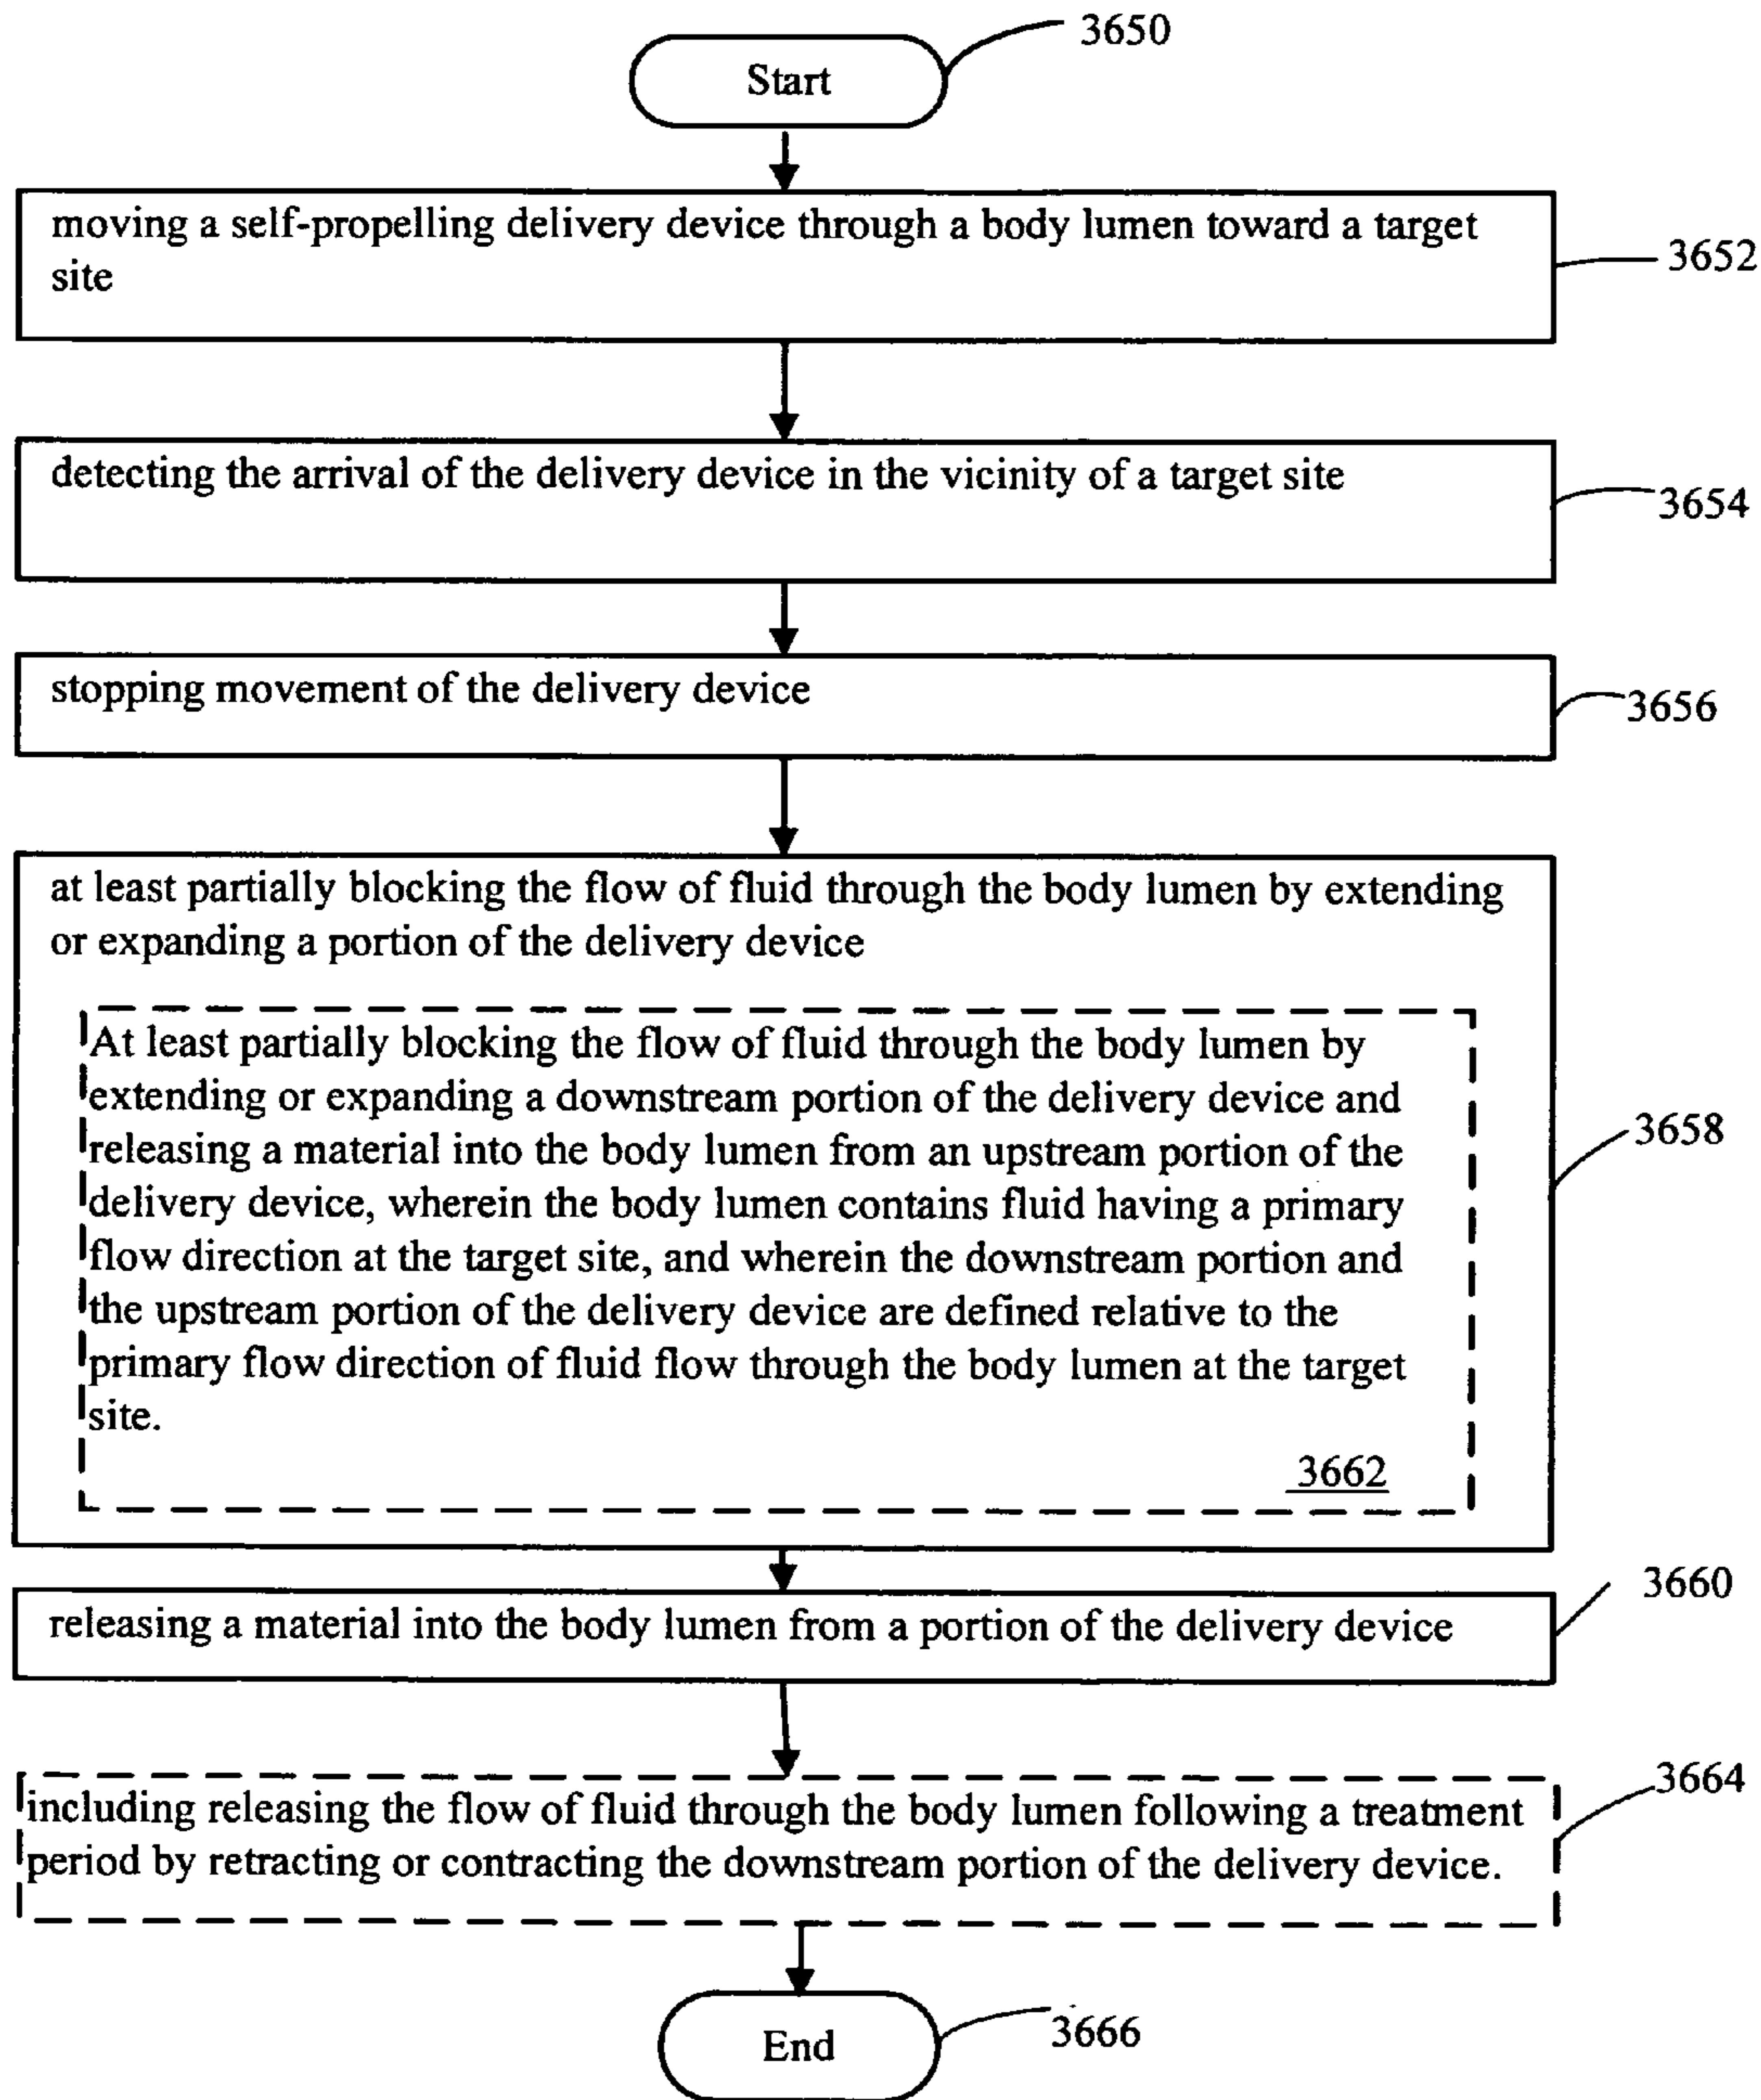 3650
Start
moving a self-propelling delivery device through a body lumen toward a target
site
3652
detecting the arrival of the delivery device in the vicinity of a target site
3654
stopping movement of the delivery device
3656
at least partially blocking the flow of fluid through the body lumen by extending
or expanding a portion of the delivery device
At least partially blocking the flow of fluid through the body lumen by
extending or expanding a downstream portion of the delivery device and
releasing a material into the body lumen from an upstream portion of the
delivery device, wherein the body lumen contains fluid having a primary
flow direction at the target site, and wherein the downstream portion and
the upstream portion of the delivery device are defined relative to the
primary flow direction of fluid flow through the body lumen at the target
site.
3662
3658
3660
releasing a material into the body lumen from a portion of the delivery device
3664
including releasing the flow of fluid through the body lumen following a treatment
period by retracting or contracting the downstream portion of the delivery device.
End
3666